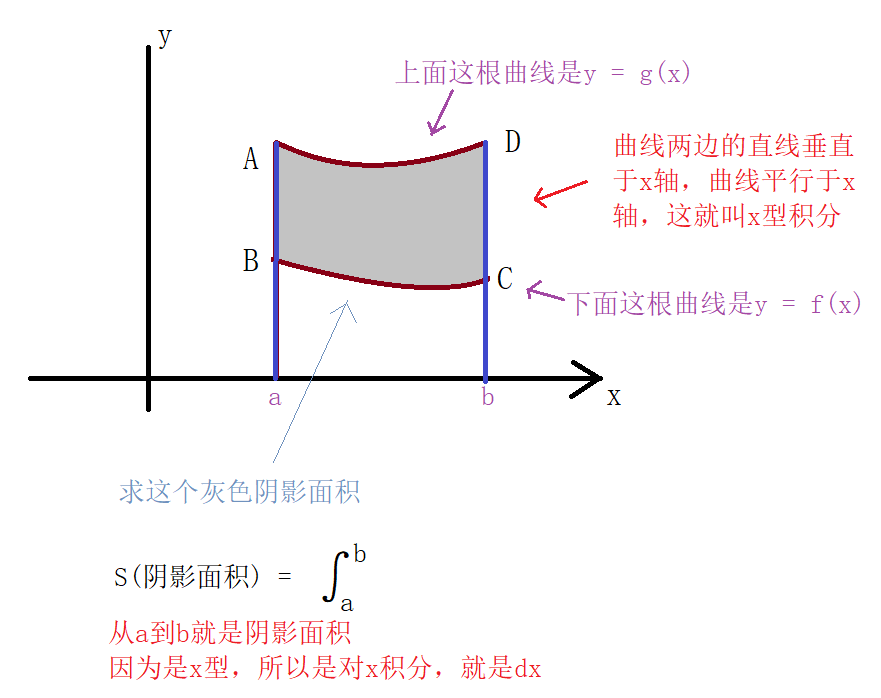 y
上面这根曲线是y = g(x)
A
D
曲线两边的直线垂直
于x轴，曲线平行于x
轴，这就叫x型积分
B
C
下面这根曲线是y = f(x)
a
b
x
求这个灰色阴影面积
S(阴影面积) = ∫_a^b
从a到b就是阴影面积
因为是x型，所以是对x积分，就是dx